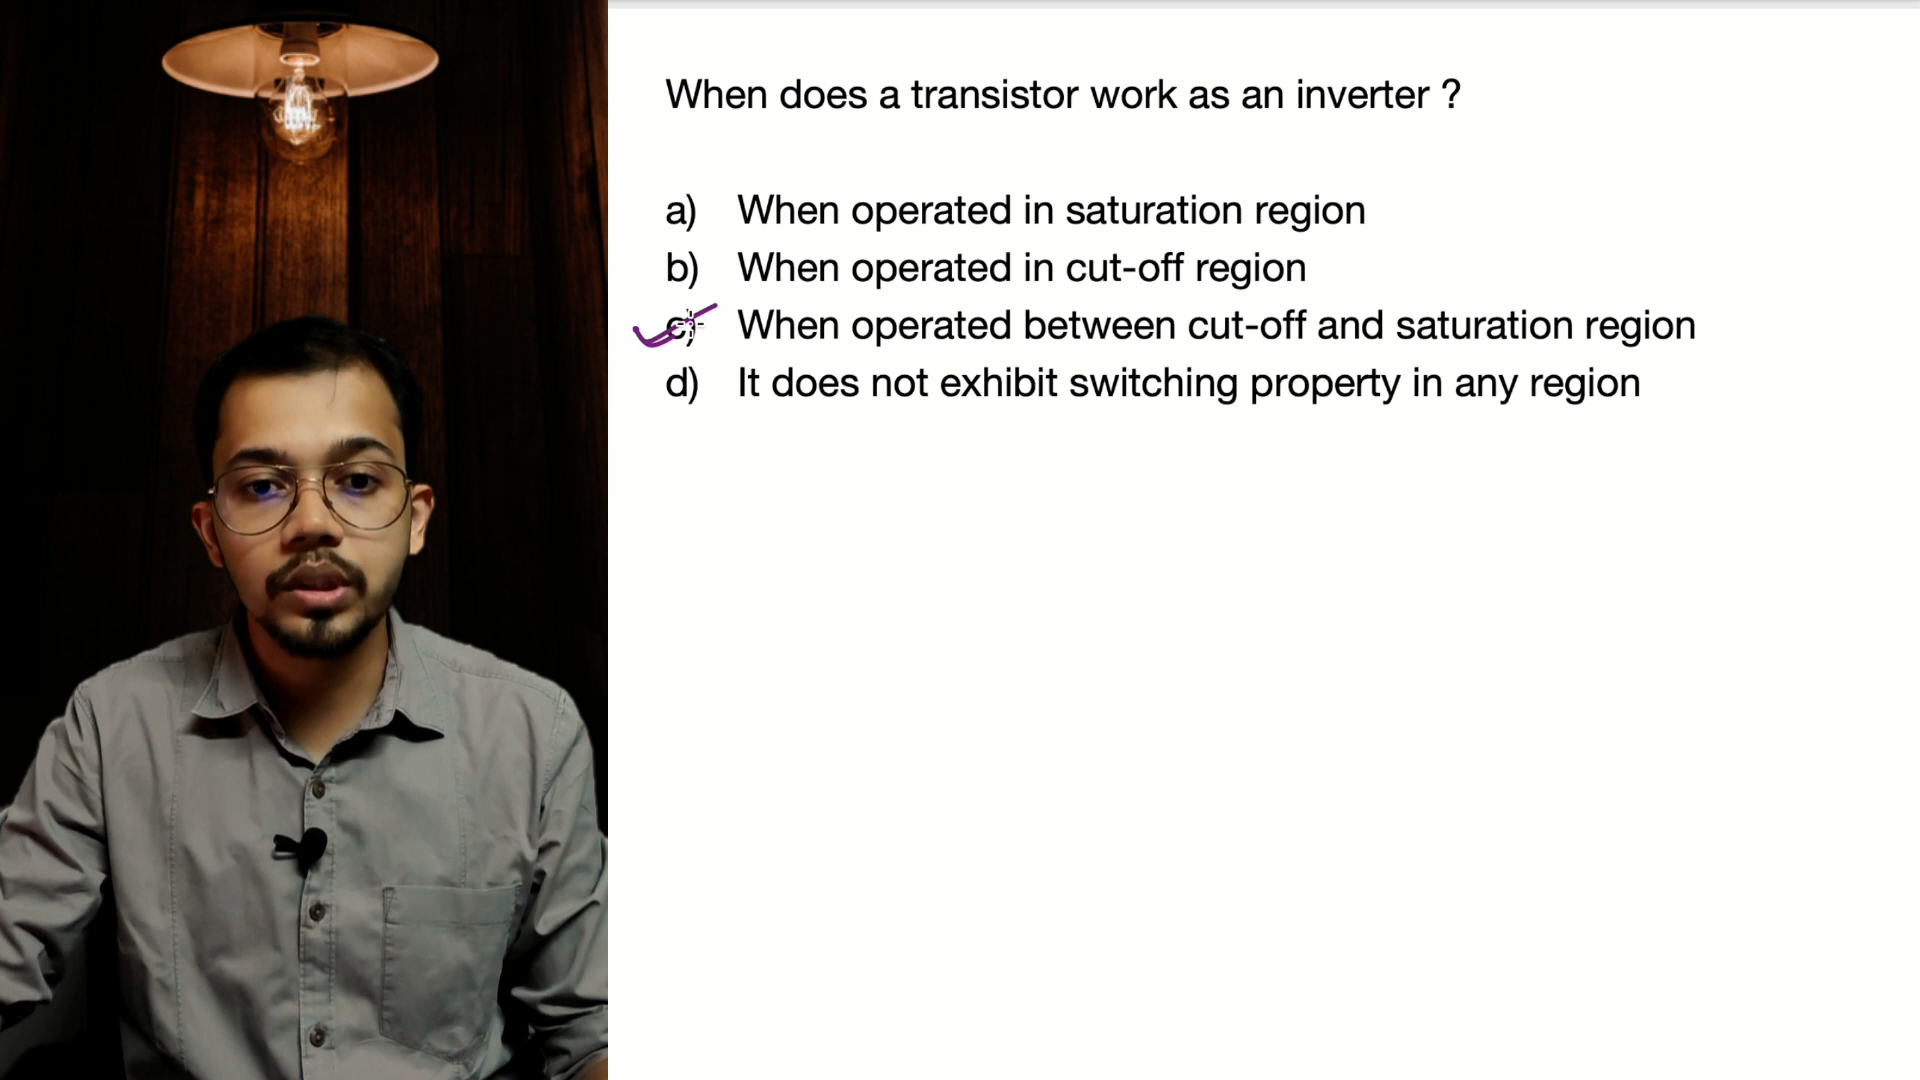 When does a transistor work as an inverter ?
a) When operated in saturation region
b) When operated in cut-off region
c) When operated between cut-off and saturation region
d) It does not exhibit switching property in any region